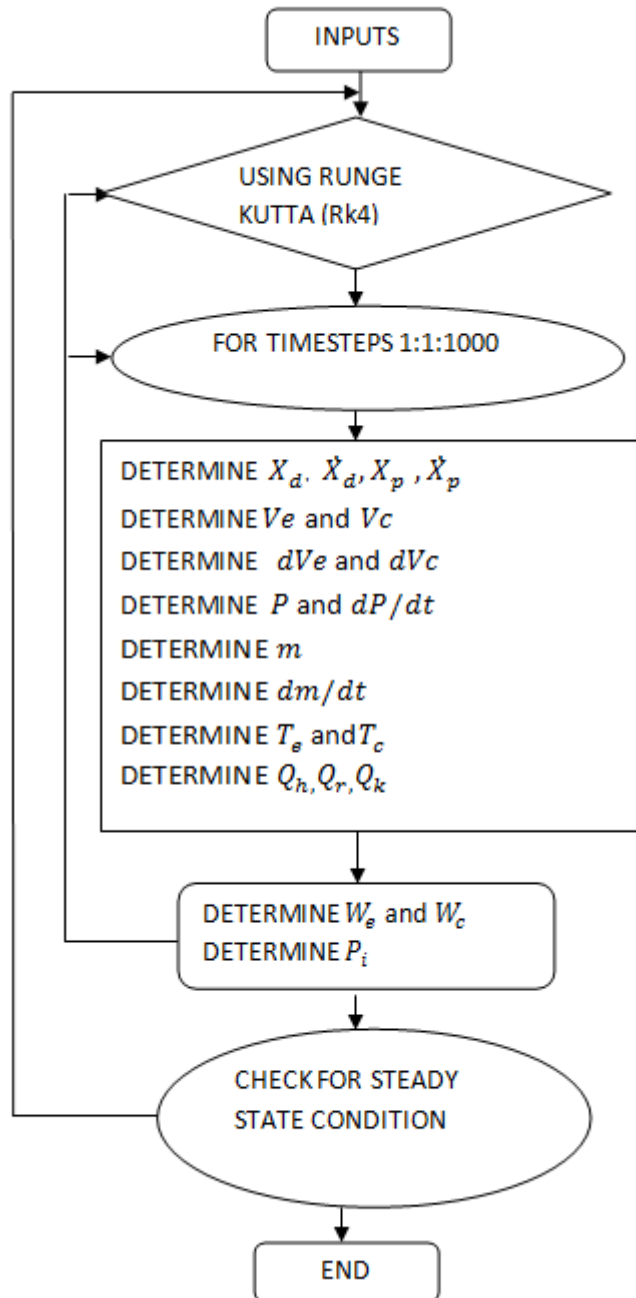 INPUTS
USING RUNGE
KUTTA (Rk4)
FOR TIMESTEPS 1:1:1000
DETERMINE X_d. Ẋ_d, X_p , Ẋ_p
DETERMINE Ve and Vc
DETERMINE dVe and dVc
DETERMINE P and dP/dt
DETERMINE m
DETERMINE dm/dt
DETERMINE T_e and T_c
DETERMINE Q_h, Q_r, Q_k
DETERMINE W_e and W_c
DETERMINE P_i
CHECK FOR STEADY
STATE CONDITION
END